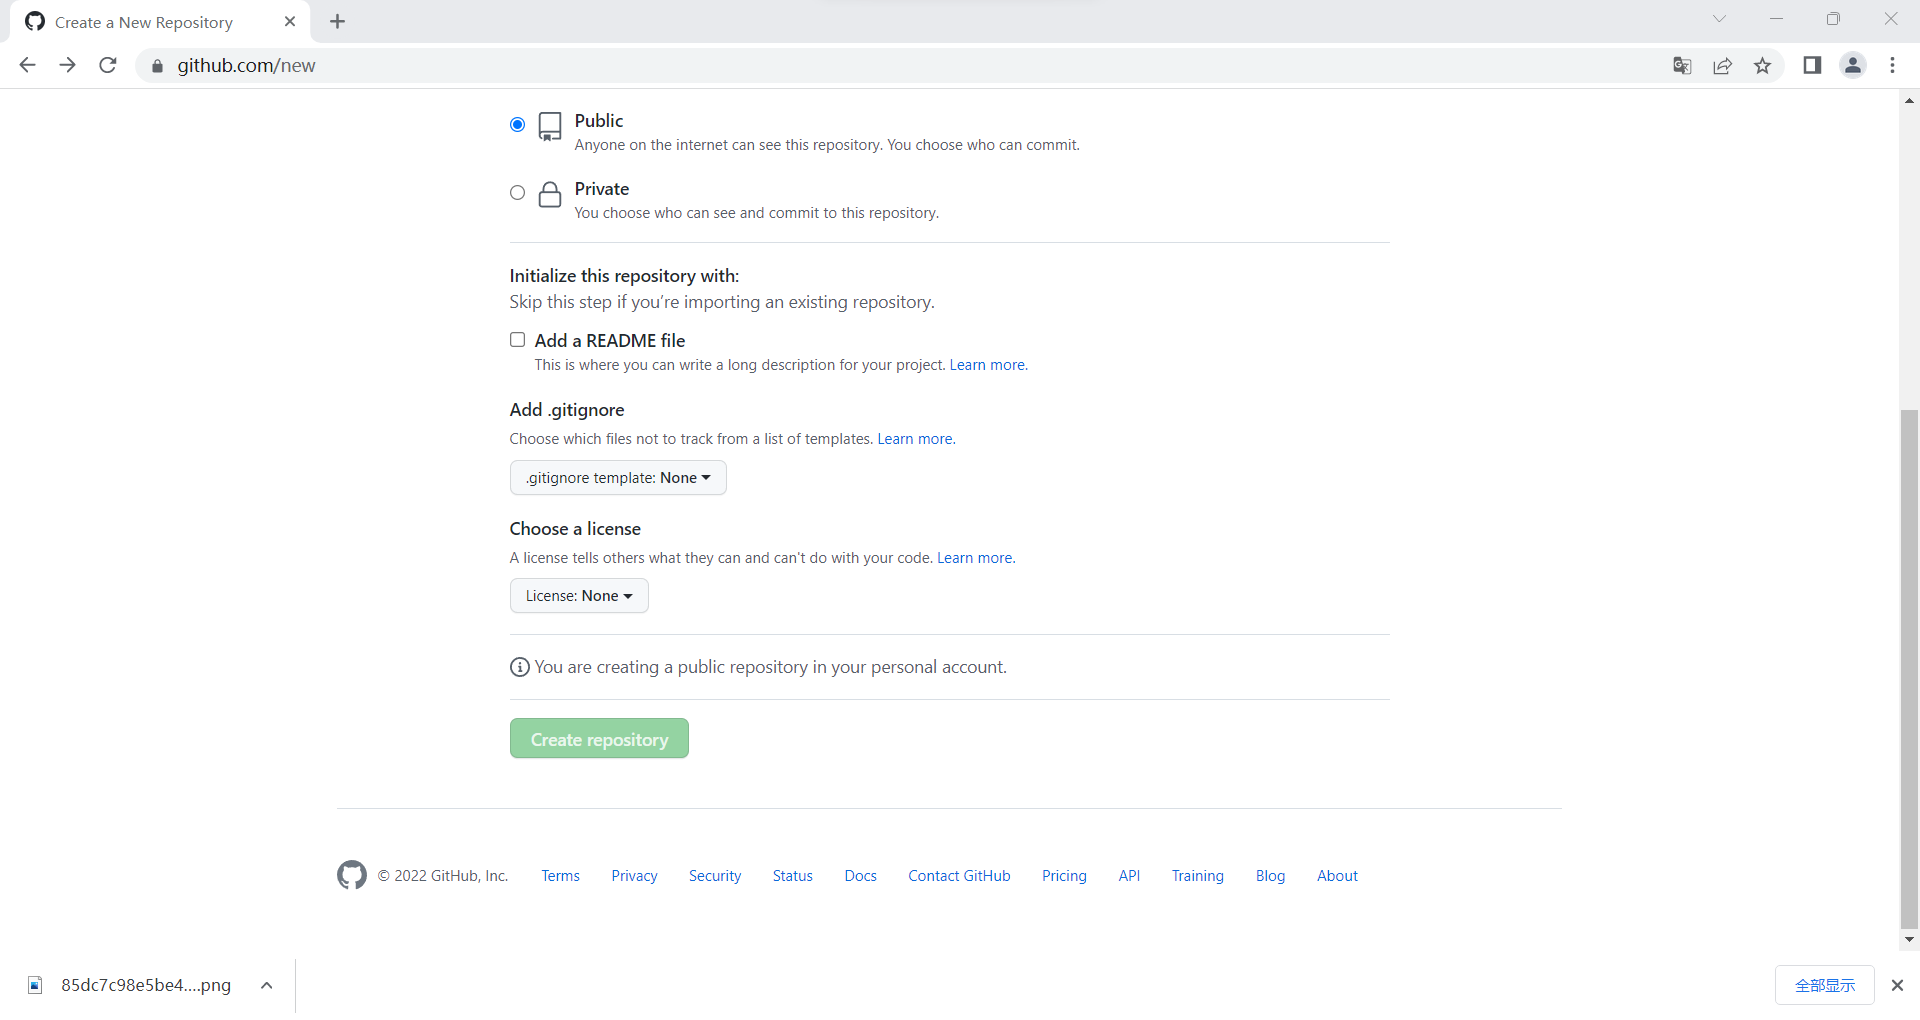 Create a New Repository
github.com/new
Public
Anyone on the internet can see this repository. You choose who can commit.
Private
You choose who can see and commit to this repository.
Initialize this repository with:
Skip this step if you’re importing an existing repository.
Add a README file
This is where you can write a long description for your project. Learn more.
Add .gitignore
Choose which files not to track from a list of templates. Learn more.
.gitignore template: None
Choose a license
A license tells others what they can and can't do with your code. Learn more.
License: None
You are creating a public repository in your personal account.
Create repository
© 2022 GitHub, Inc. Terms Privacy Security Status Docs Contact GitHub Pricing API Training Blog About
85dc7c98e5be4....png 全部显示